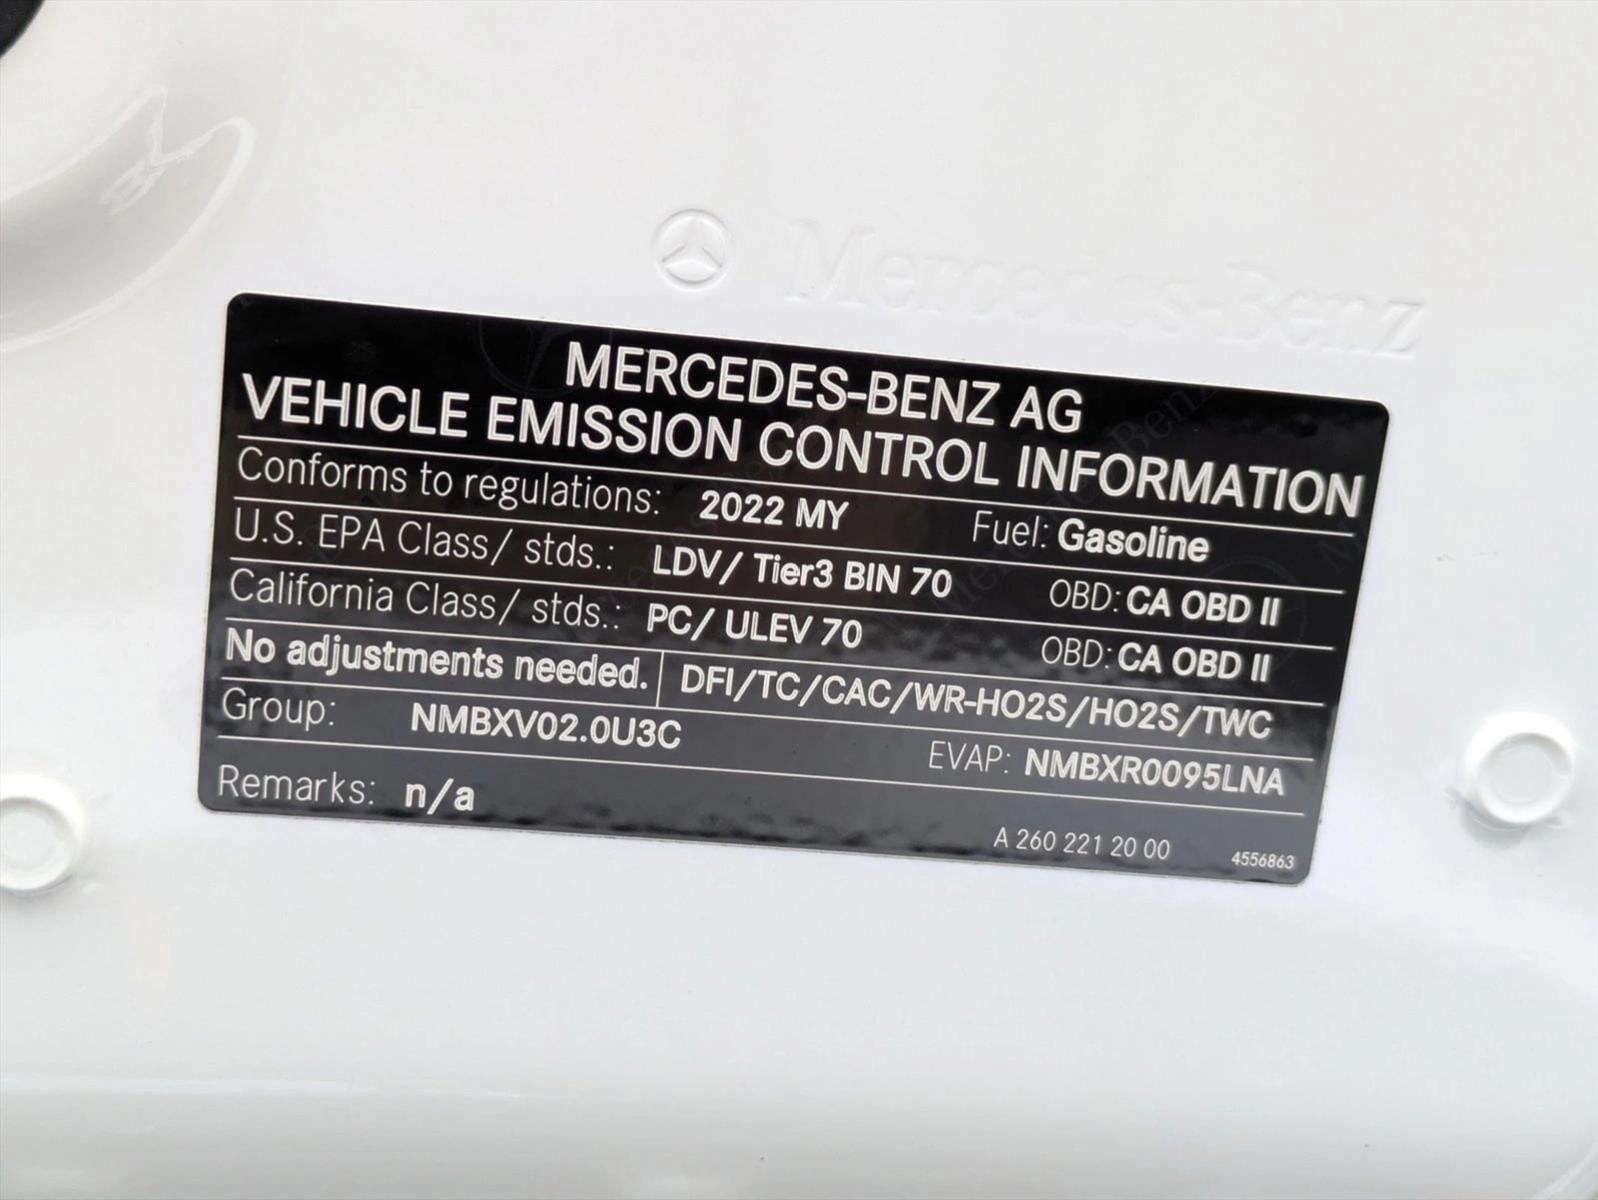 Mercedes-Benz
MERCEDES-BENZ AG
VEHICLE EMISSION CONTROL INFORMATION
Conforms to regulations: 2022 MY Fuel: Gasoline
U.S. EPA Class/ stds.: LDV/ Tier3 BIN 70 OBD: CA OBD II
California Class/ stds.: PC/ ULEV 70 OBD: CA OBD II
No adjustments needed. DFI/TC/CAC/WR-HO2S/HO2S/TWC
Group: NMBXV02.0U3C EVAP: NMBXR0095LNA
Remarks: n/a
A 260 221 20 00 4556863